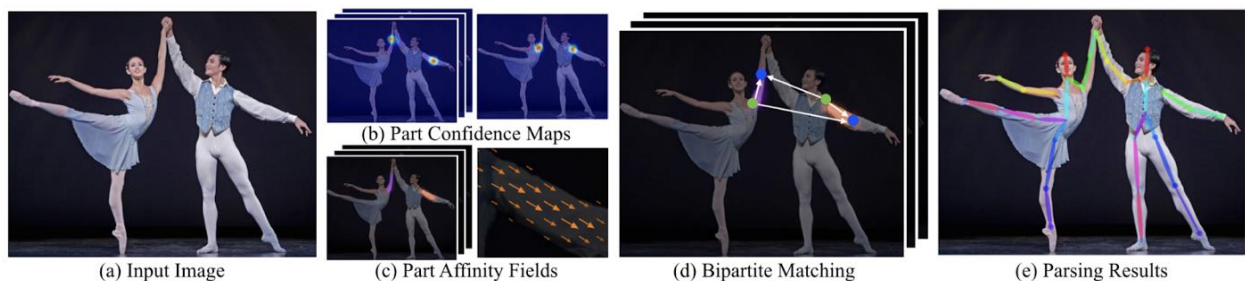 (a) Input Image
(b) Part Confidence Maps
(c) Part Affinity Fields
(d) Bipartite Matching
(e) Parsing Results